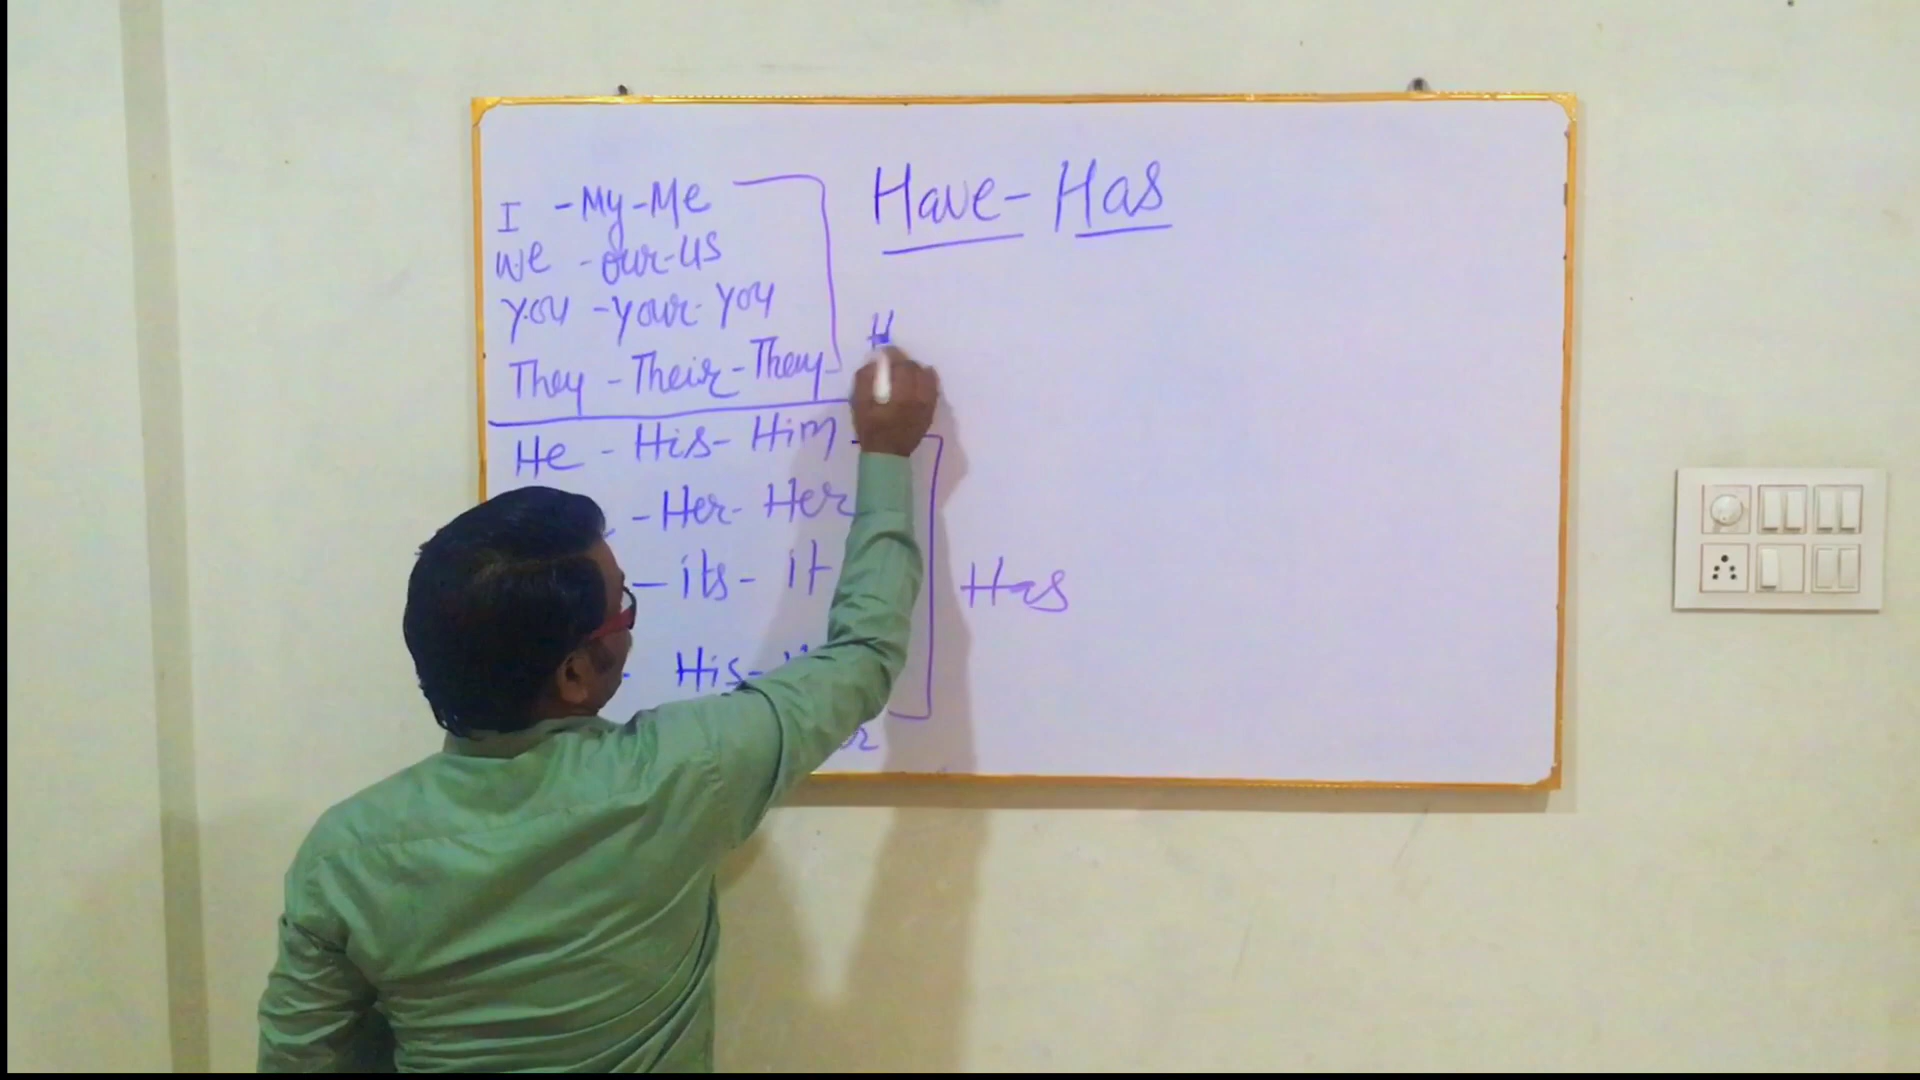 Have - Has
I - My - Me
We - our - us
You - Your - You
They - Their - They
H
He - His - Him
- Her - Her
- its - it
Has
His -